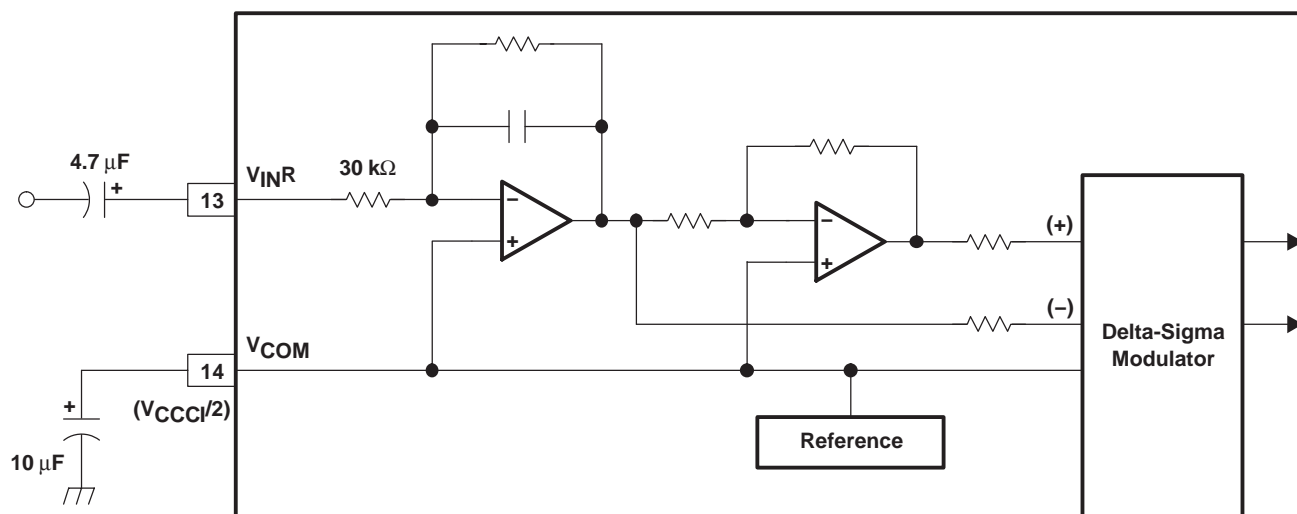 4.7 μF
+
13
VINR
30 kΩ
−
+
−
+
(+)
(−)
Delta-Sigma
Modulator
VCOM
14
(VCCCI/2)
+
10 μF
Reference